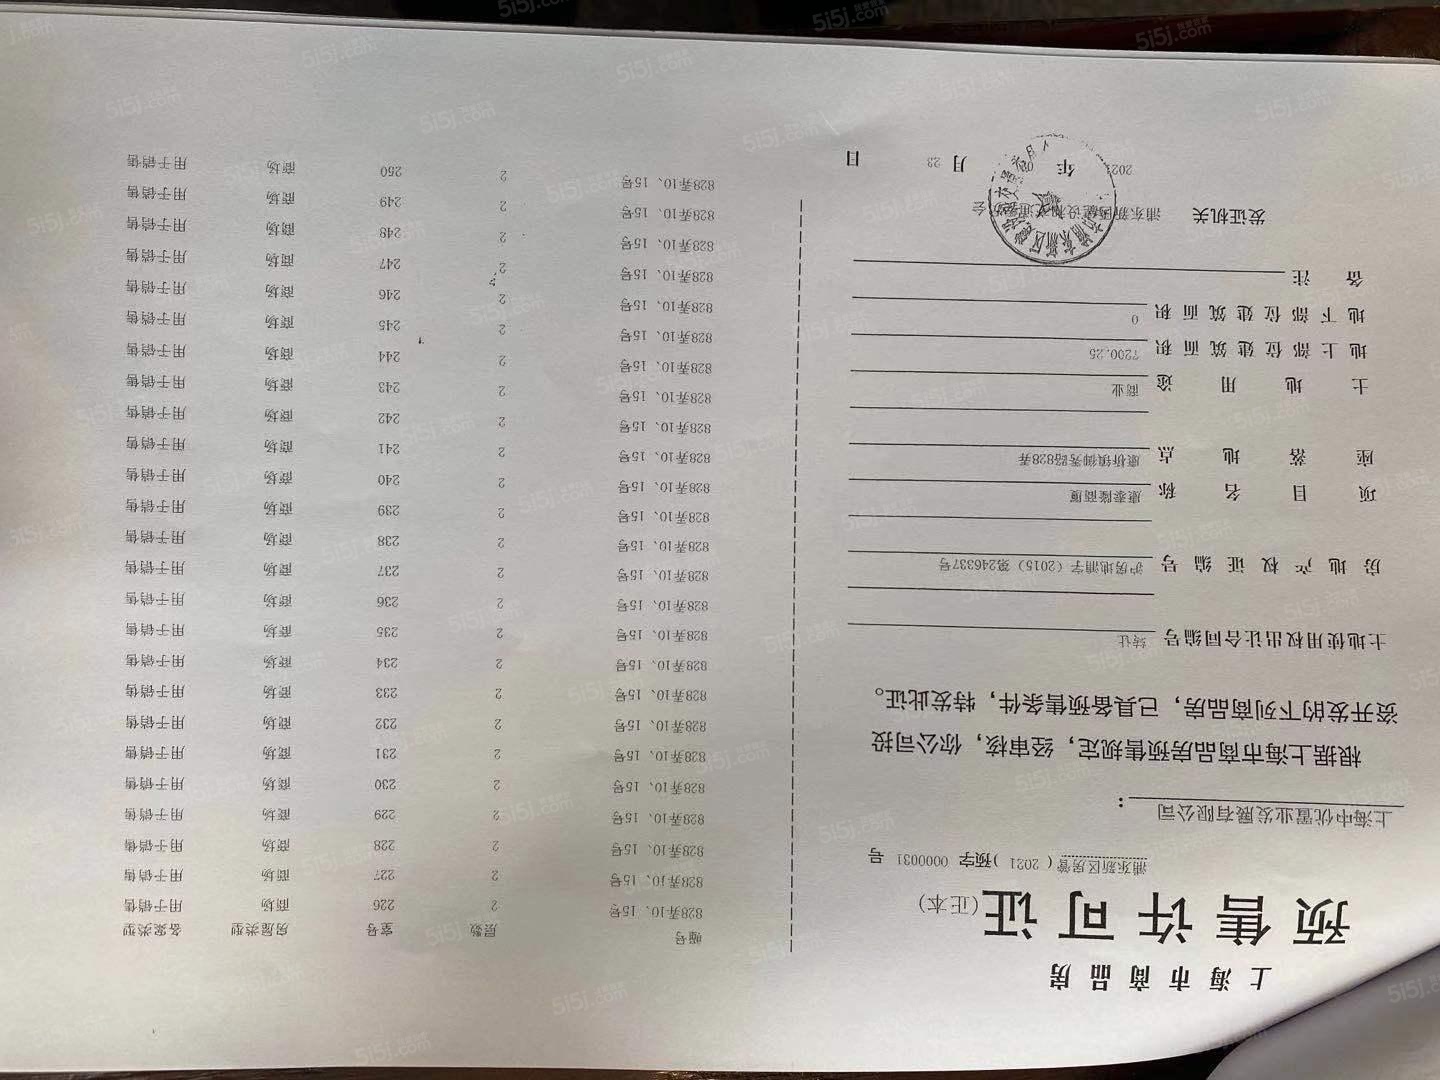 上海市商品房
预售许可证(正本)
浦东新区房管(2021)预字 0000031 号
上海中优置业发展有限公司:
根据上海市商品房预售规定,经审核,你公司投
资开发的下列商品房,已具备预售条件,特发此证。
土地使用权出让合同编号 转让
房地产权证编号 沪房地浦字(2015)第246337号
项目名称 康泰隆商厦
座落地点 康桥镇御秀路828弄
土地用途 商业
地上部位建筑面积 7200.25
地下部位建筑面积 0
备注
发证机关 浦东新区建设和交通 会
年 月 23 日
幢号 层数 室号 房屋类型 备案类型
828弄10、15号 2 226 商场 用于销售
828弄10、15号 2 227 商场 用于销售
828弄10、15号 2 228 商场 用于销售
828弄10、15号 2 229 商场 用于销售
828弄10、15号 2 230 商场 用于销售
828弄10、15号 2 231 商场 用于销售
828弄10、15号 2 232 商场 用于销售
828弄10、15号 2 233 商场 用于销售
828弄10、15号 2 234 商场 用于销售
828弄10、15号 2 235 商场 用于销售
828弄10、15号 2 236 商场 用于销售
828弄10、15号 2 237 商场 用于销售
828弄10、15号 2 238 商场 用于销售
828弄10、15号 2 239 商场 用于销售
828弄10、15号 2 240 商场 用于销售
828弄10、15号 2 241 商场 用于销售
828弄10、15号 2 242 商场 用于销售
828弄10、15号 2 243 商场 用于销售
828弄10、15号 2 244 商场 用于销售
828弄10、15号 2 245 商场 用于销售
828弄10、15号 2 246 商场 用于销售
828弄10、15号 2 247 商场 用于销售
828弄10、15号 2 248 商场 用于销售
828弄10、15号 2 249 商场 用于销售
828弄10、15号 2 250 商场 用于销售